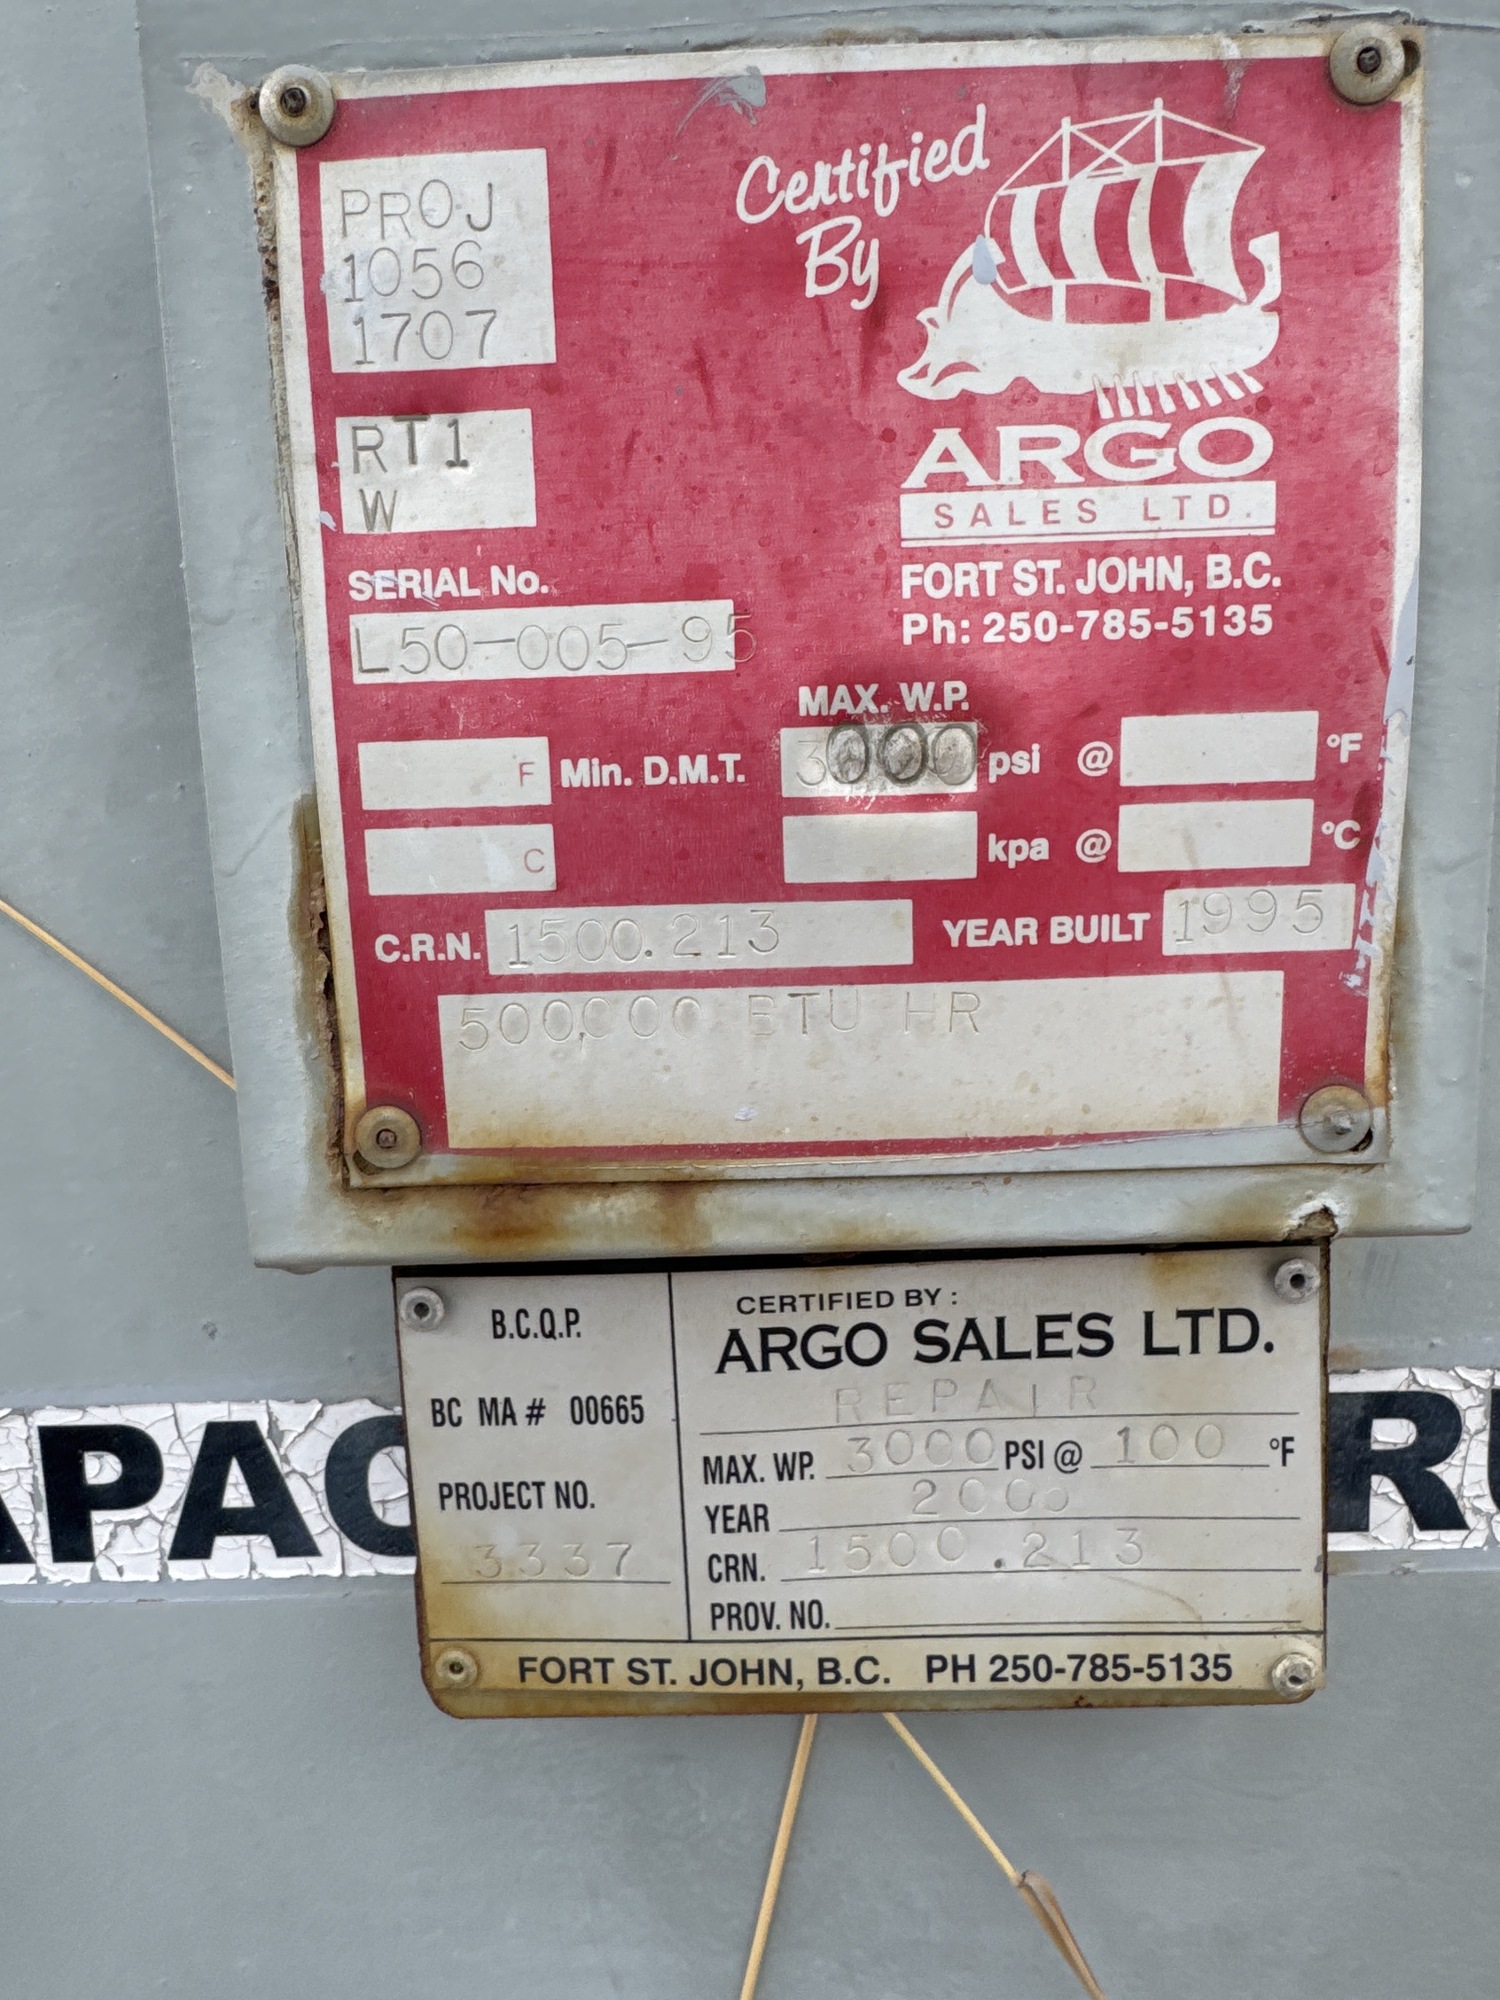 PROJ
1056
1707
Certified
By
ARGO
SALES LTD.
RT1
W
FORT ST. JOHN, B.C.
Ph: 250-785-5135
SERIAL No.
L50-005-95
MAX. W.P.
F Min. D.M.T. 3000 psi @ °F
C kpa @ °C
C.R.N. 1500.213 YEAR BUILT 1995
500,000 BTU HR
B.C.Q.P.
BC MA # 00665
PROJECT NO.
3337
CERTIFIED BY :
ARGO SALES LTD.
REPAIR
MAX. WP. 3000 PSI @ 100 °F
YEAR
CRN. 1500.213
PROV. NO.
FORT ST. JOHN, B.C. PH 250-785-5135